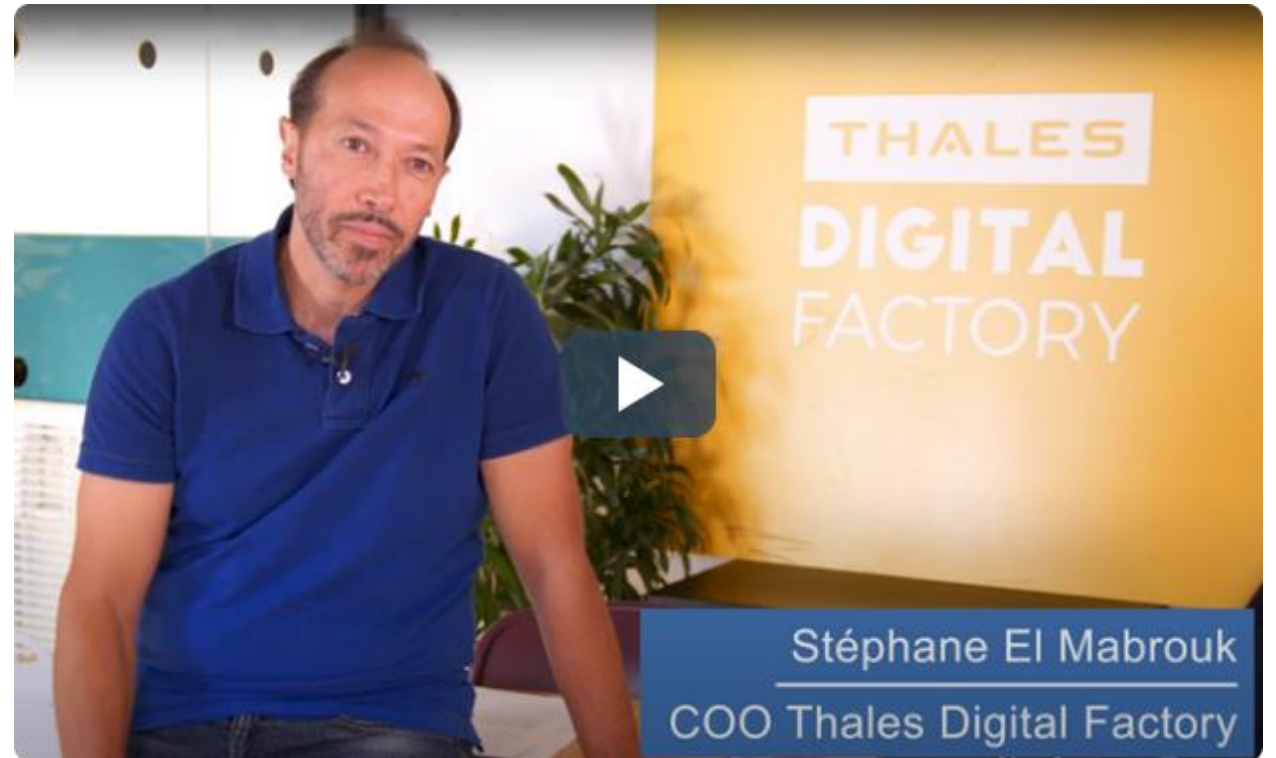 THALES
DIGITAL
FACTORY
Stéphane El Mabrouk
COO Thales Digital Factory